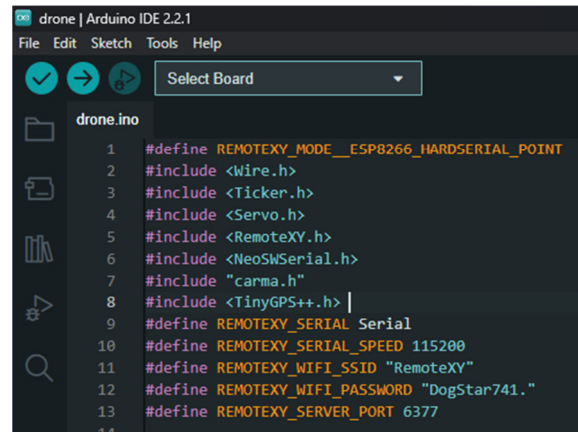 drone | Arduino IDE 2.2.1
File Edit Sketch Tools Help
Select Board
drone.ino
1 #define REMOTEXY_MODE__ESP8266_HARDSERIAL_POINT
2 #include <Wire.h>
3 #include <Ticker.h>
4 #include <Servo.h>
5 #include <RemoteXY.h>
6 #include <NeoSWSerial.h>
7 #include "carma.h"
8 #include <TinyGPS++.h>
9 #define REMOTEXY_SERIAL Serial
10 #define REMOTEXY_SERIAL_SPEED 115200
11 #define REMOTEXY_WIFI_SSID "RemoteXY"
12 #define REMOTEXY_WIFI_PASSWORD "DogStar741."
13 #define REMOTEXY_SERVER_PORT 6377
14